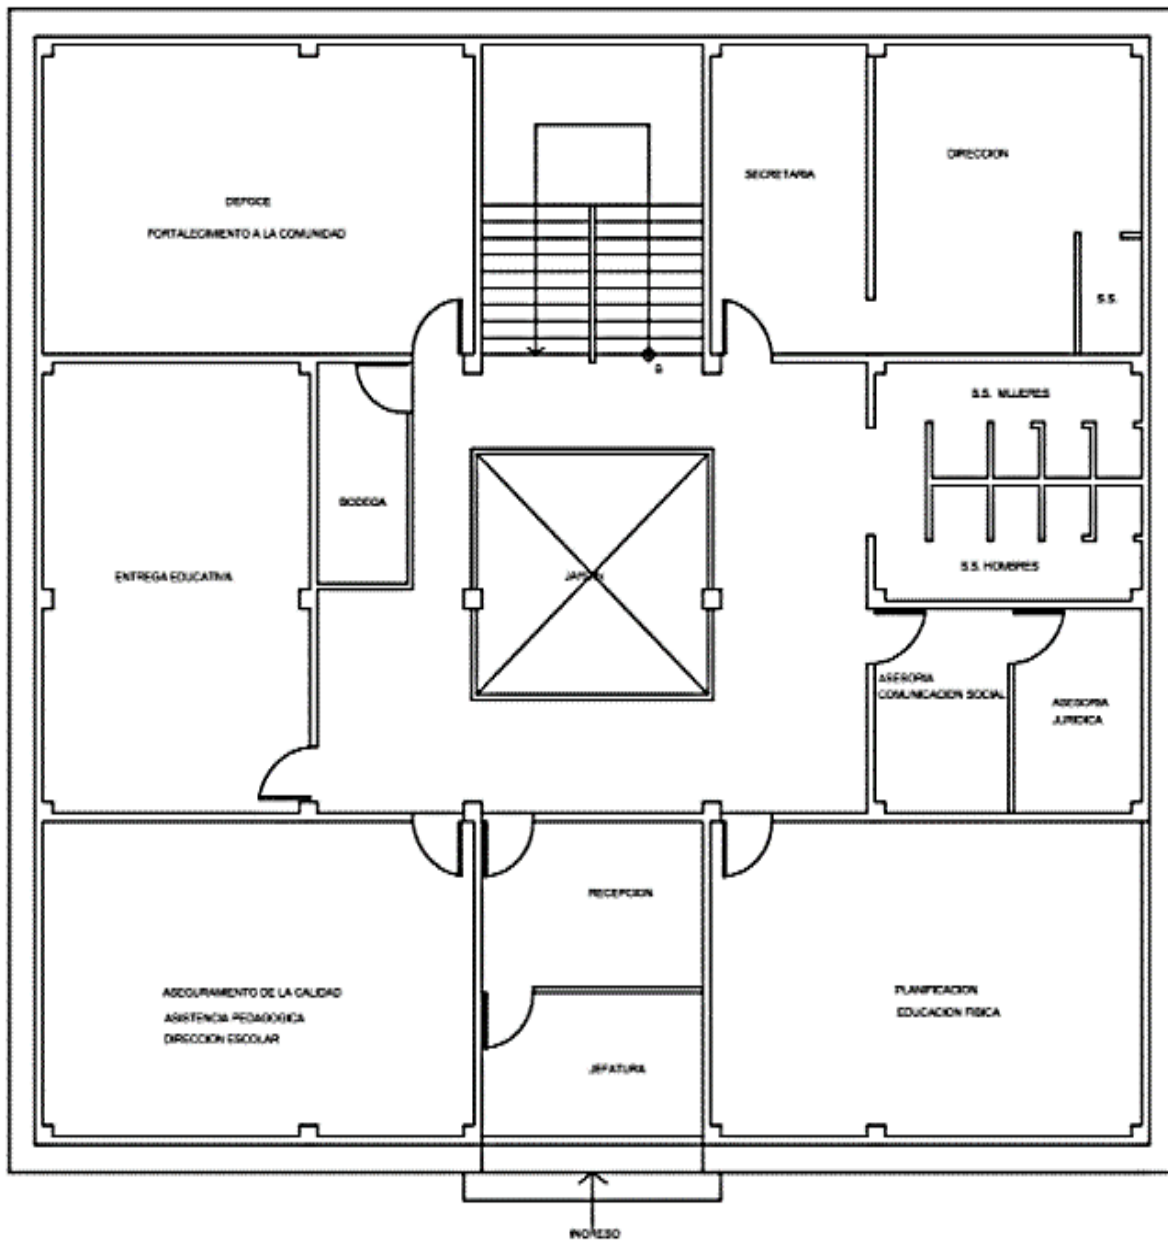 DIRECCION
SECRETARIA
DEFOCE
FORTALECIMIENTO A LA COMUNIDAD
S.S.
S.S. MUJERES
BODEGA
S.S. HOMBRES
ENTREGA EDUCATIVA
ASESORIA
COMUNICACION SOCIAL
ASESORIA
JURIDICA
RECEPCION
ASEGURAMIENTO DE LA CALIDAD
ASISTENCIA PEDAGOGICA
DIRECCION ESCOLAR
PLANIFICACION
EDUCACION FISICA
JEFATURA
INGRESO